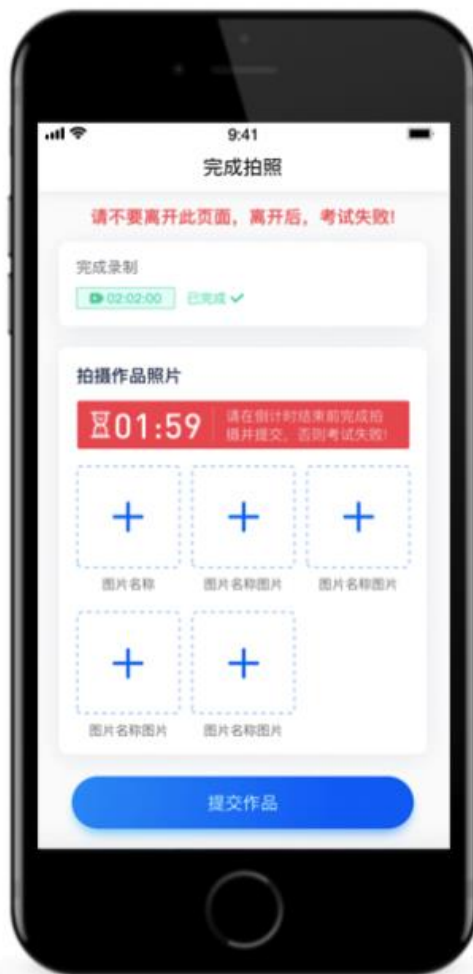 9:41
完成拍照
请不要离开此页面，离开后，考试失败!
完成录制
02:02:00 已完成
拍摄作品照片
01:59 请在倒计时结束前完成拍
摄并提交，否则考试失败!
图片名称 图片名称图片 图片名称图片
图片名称图片 图片名称图片
提交作品